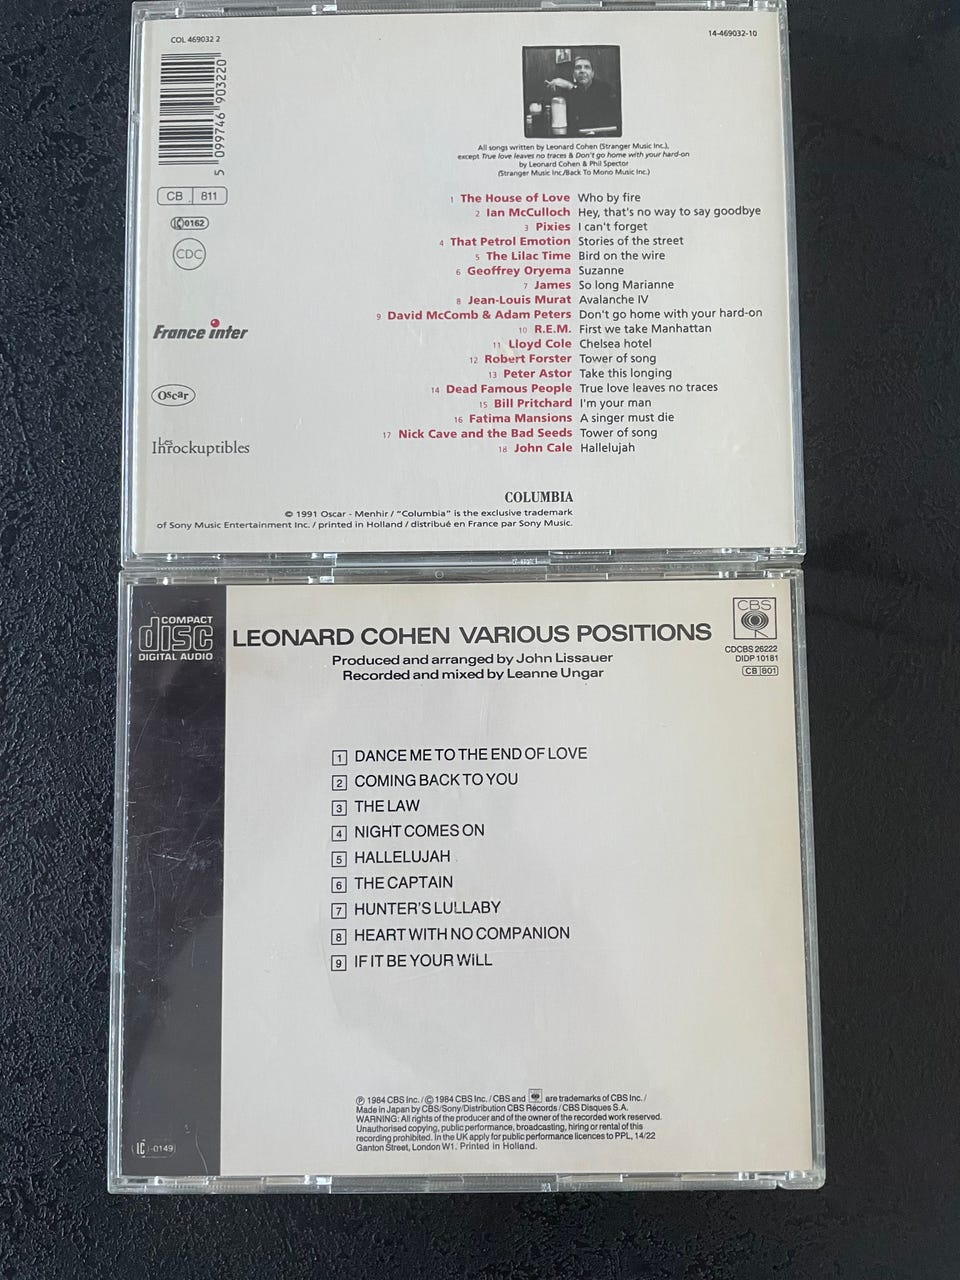 COL 469032 2
14-469032-10
5 099746 903220
CB 811
LC 0162
CDC
France inter
Oscar
Les
Inrockuptibles
All songs written by Leonard Cohen (Stranger Music Inc.),
except True love leaves no traces & Don't go home with your hard-on
by Leonard Cohen & Phil Spector
(Stranger Music Inc/Back To Mono Music Inc.)
1 The House of Love Who by fire
2 Ian McCulloch Hey, that's no way to say goodbye
3 Pixies I can't forget
4 That Petrol Emotion Stories of the street
5 The Lilac Time Bird on the wire
6 Geoffrey Oryema Suzanne
7 James So long Marianne
8 Jean-Louis Murat Avalanche IV
9 David McComb & Adam Peters Don't go home with your hard-on
10 R.E.M. First we take Manhattan
11 Lloyd Cole Chelsea hotel
12 Robert Forster Tower of song
13 Peter Astor Take this longing
14 Dead Famous People True love leaves no traces
15 Bill Pritchard I'm your man
16 Fatima Mansions A singer must die
17 Nick Cave and the Bad Seeds Tower of song
18 John Cale Hallelujah
COLUMBIA
© 1991 Oscar - Menhir / "Columbia" is the exclusive trademark
of Sony Music Entertainment Inc. / printed in Holland / distribué en France par Sony Music.
COMPACT
disc
DIGITAL AUDIO
LEONARD COHEN VARIOUS POSITIONS
Produced and arranged by John Lissauer
Recorded and mixed by Leanne Ungar
CBS
CDCBS 26222
DIDP 10181
CB 801
1 DANCE ME TO THE END OF LOVE
2 COMING BACK TO YOU
3 THE LAW
4 NIGHT COMES ON
5 HALLELUJAH
6 THE CAPTAIN
7 HUNTER'S LULLABY
8 HEART WITH NO COMPANION
9 IF IT BE YOUR WILL
℗ 1984 CBS Inc. / © 1984 CBS Inc. / CBS and are trademarks of CBS Inc. /
Made in Japan by CBS/Sony/Distribution CBS Records / CBS Disques S.A.
WARNING: All rights of the producer and of the owner of the recorded work reserved.
Unauthorised copying, public performance, broadcasting, hiring or rental of this
recording prohibited. In the UK apply for public performance licences to PPL, 14/22
Ganton Street, London W1. Printed in Holland.
LC -0149